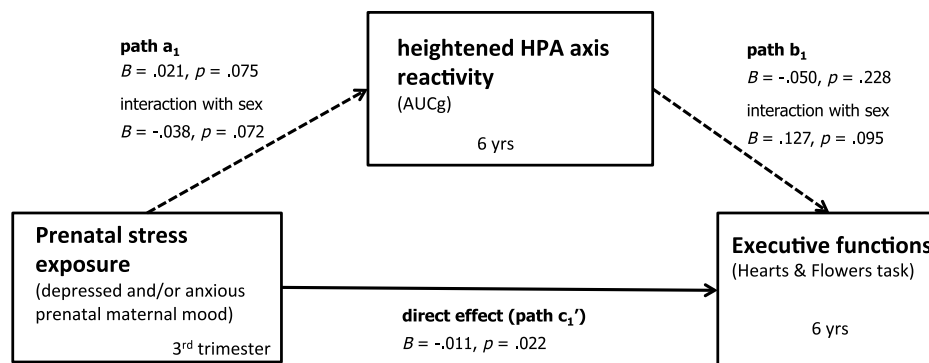 path a1
B = .021, p = .075
interaction with sex
B = -.038, p = .072
heightened HPA axis
reactivity
(AUCg)
6 yrs
path b1
B = -.050, p = .228
interaction with sex
B = .127, p = .095
Prenatal stress
exposure
(depressed and/or anxious
prenatal maternal mood)
3rd trimester
direct effect (path c1’)
B = -.011, p = .022
Executive functions
(Hearts & Flowers task)
6 yrs